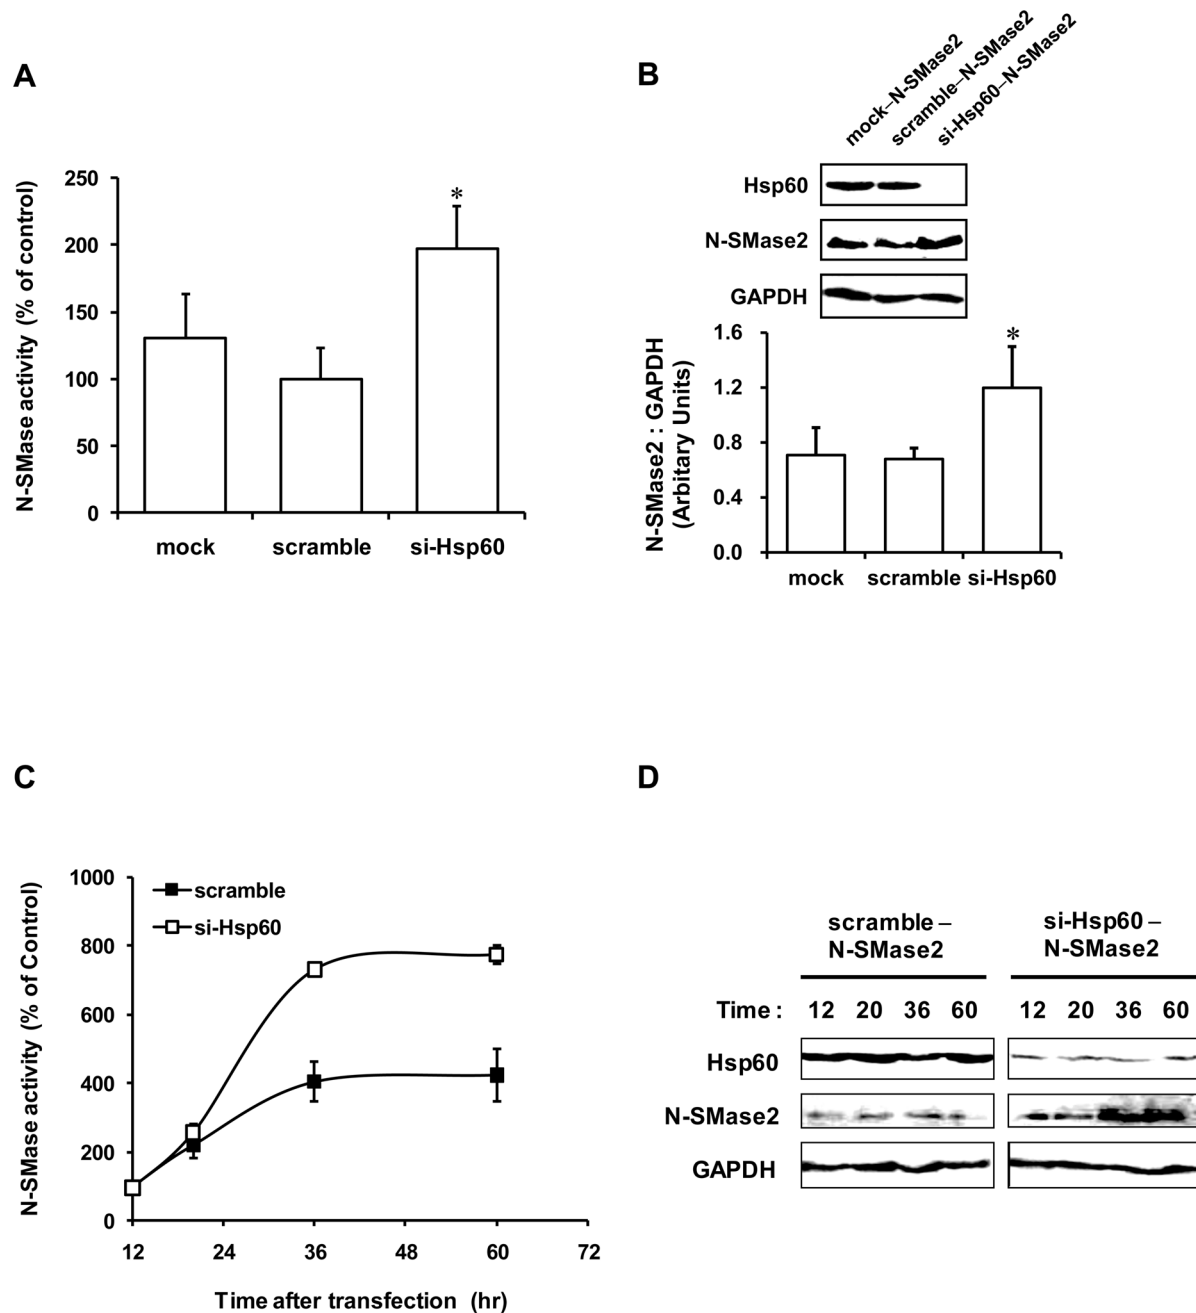 A
N-SMase activity (% of control)
250
200
150
100
50
0
*
mock
scramble
si-Hsp60
B
mock–N-SMase2
scramble–N-SMase2
si-Hsp60–N-SMase2
Hsp60
N-SMase2
GAPDH
N-SMase2 : GAPDH
(Arbitary Units)
1.6
1.2
0.8
0.4
0.0
*
mock
scramble
si-Hsp60
C
N-SMase activity (% of Control)
1000
800
600
400
200
0
scramble
si-Hsp60
12 24 36 48 60 72
Time after transfection (hr)
D
scramble –
N-SMase2
si-Hsp60 –
N-SMase2
Time : 12 20 36 60 12 20 36 60
Hsp60
N-SMase2
GAPDH